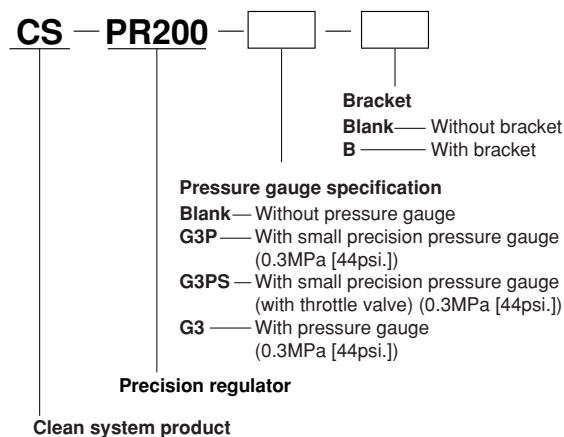 CS — PR200 — —
Bracket
Blank — Without bracket
B — With bracket
Pressure gauge specification
Blank — Without pressure gauge
G3P — With small precision pressure gauge
(0.3MPa [44psi.])
G3PS — With small precision pressure gauge
(with throttle valve) (0.3MPa [44psi.])
G3 — With pressure gauge
(0.3MPa [44psi.])
Precision regulator
Clean system product